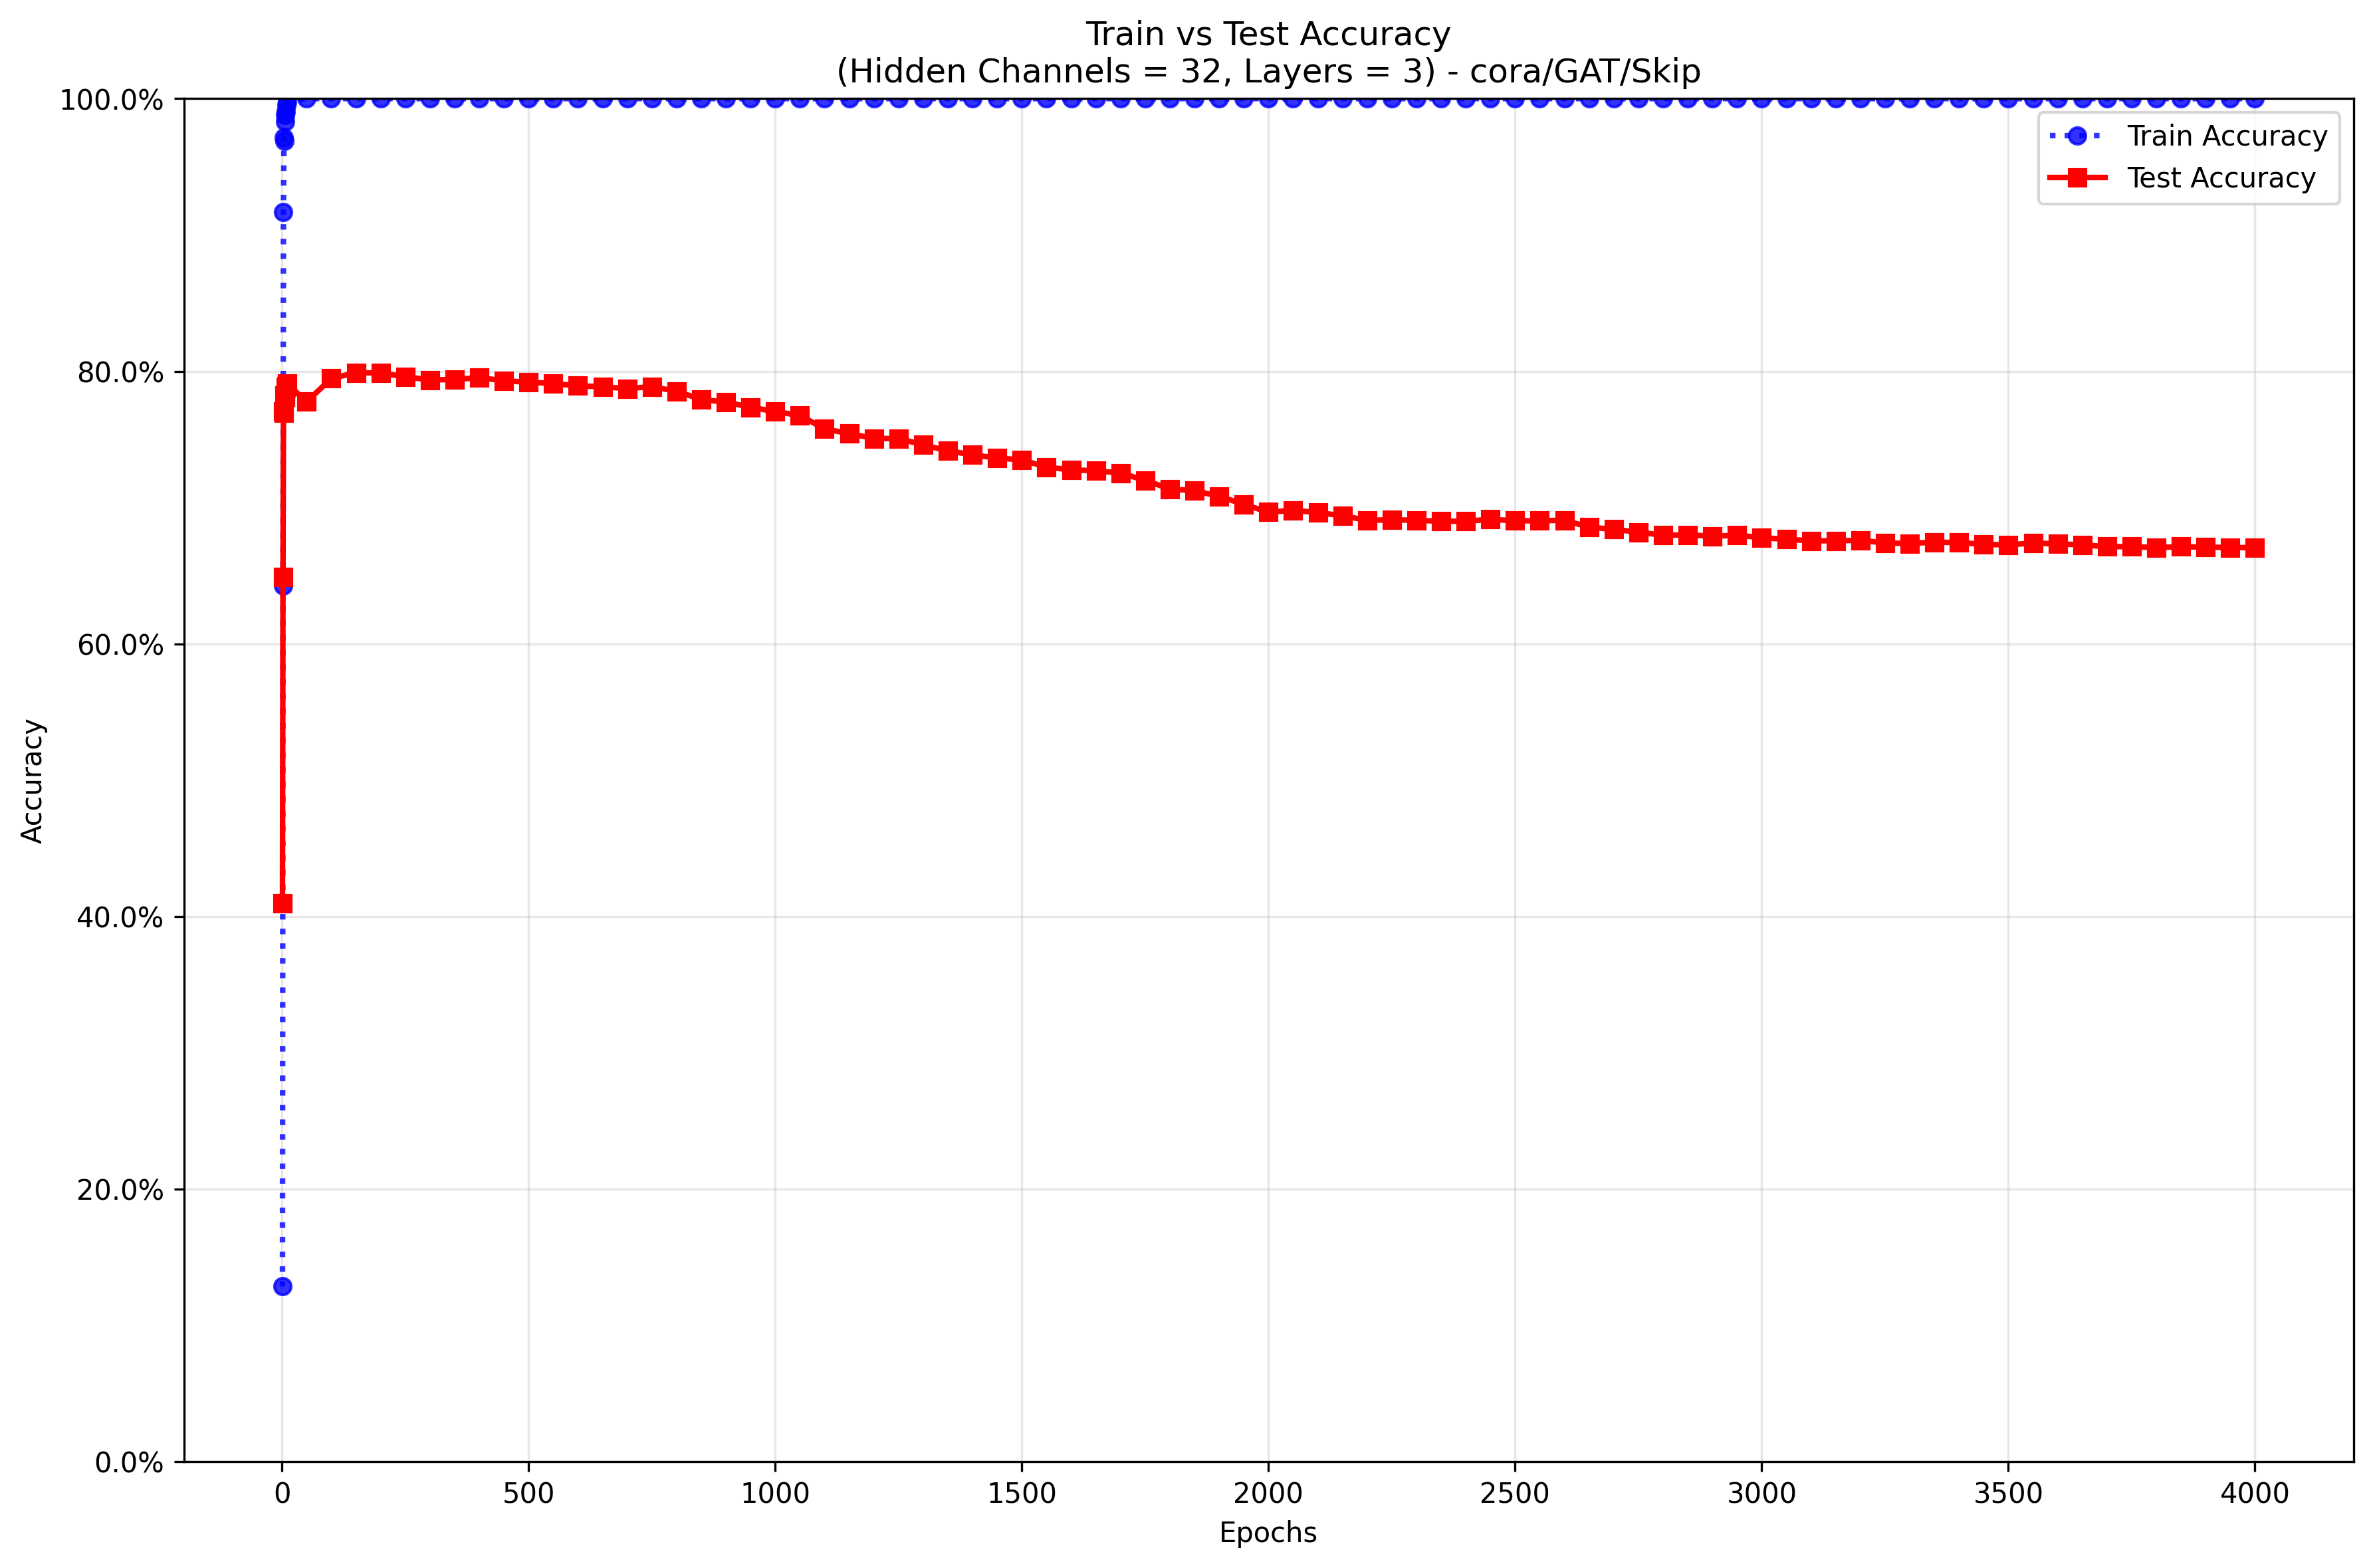 Train vs Test Accuracy
(Hidden Channels = 32, Layers = 3) - cora/GAT/Skip
100.0%
80.0%
60.0%
40.0%
20.0%
0.0%
Accuracy
Train Accuracy
Test Accuracy
0 500 1000 1500 2000 2500 3000 3500 4000
Epochs